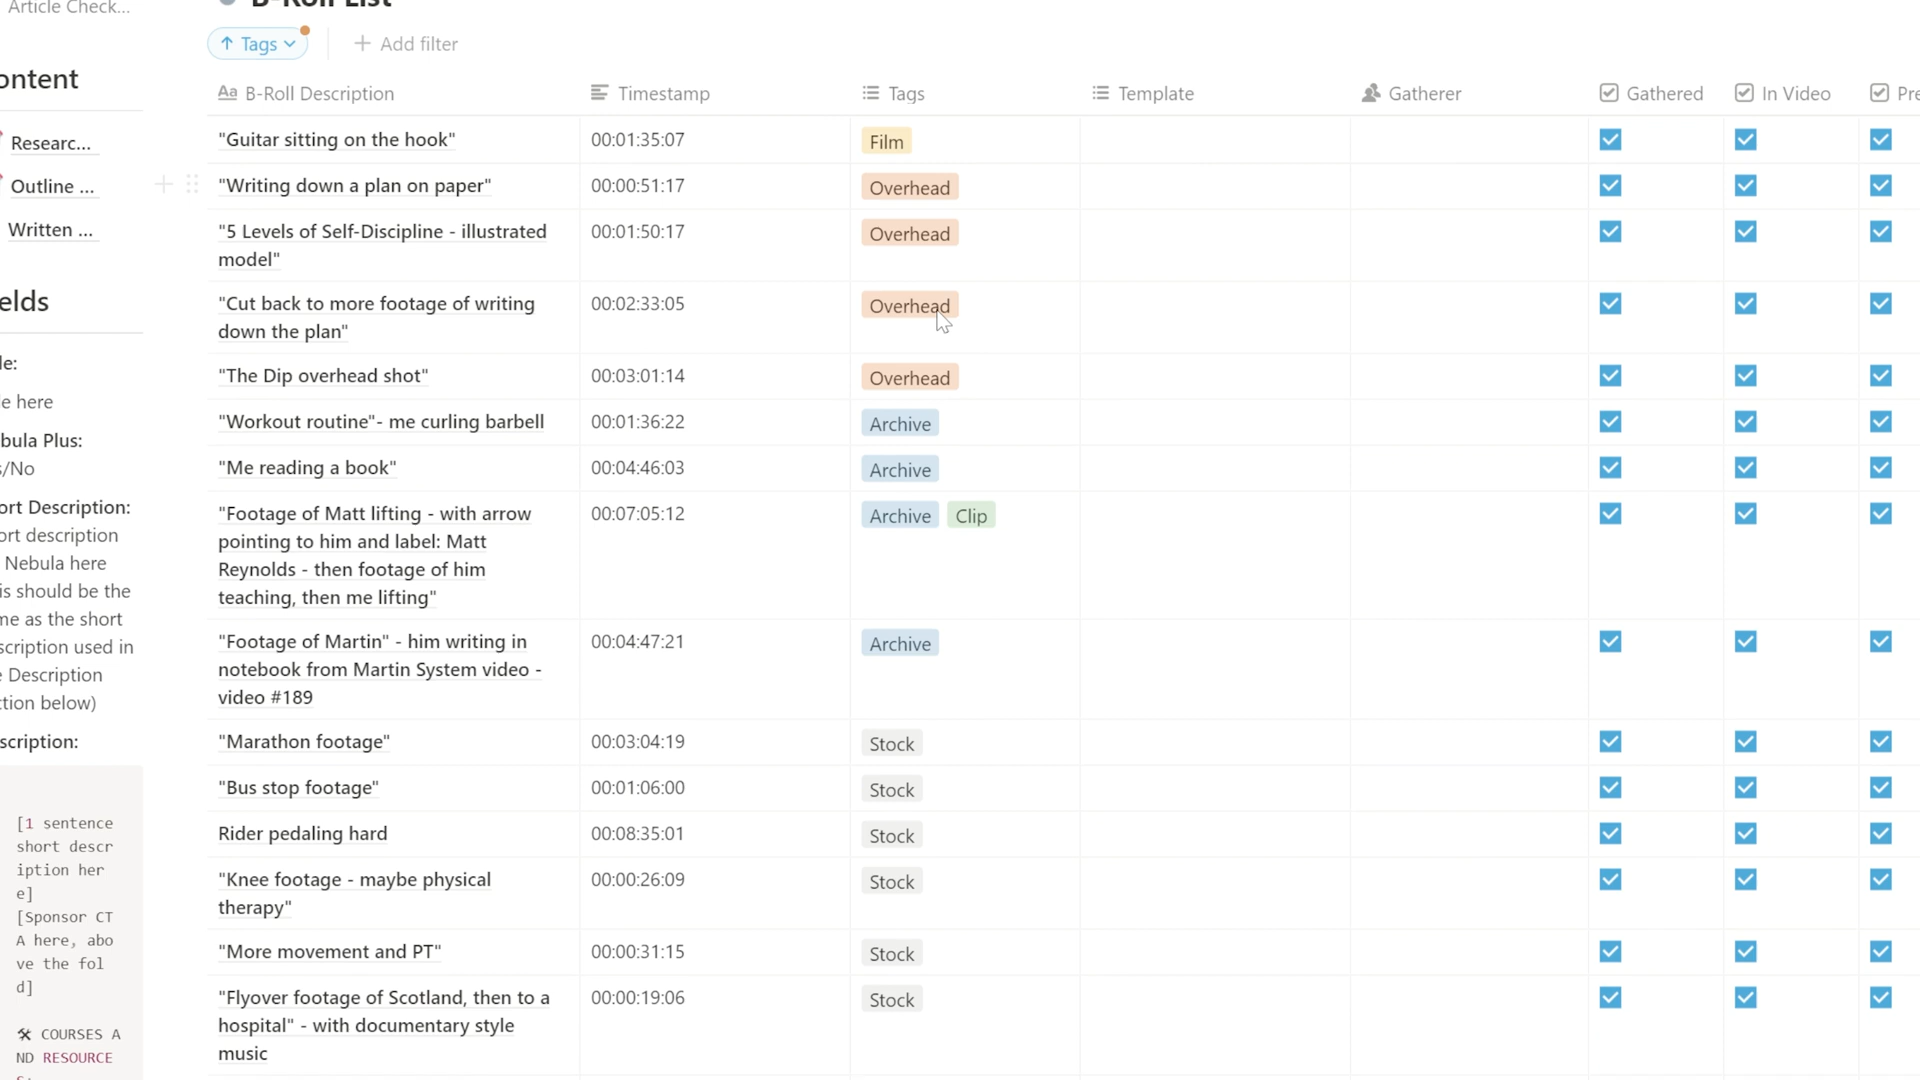 Article Check...
B-Roll List
Tags
Add filter
ontent
Researc...
Outline ...
Written ...
elds
le:
e here
bula Plus:
s/No
ort Description:
ort description
Nebula here
is should be the
me as the short
scription used in
e Description
ction below)
scription:
[1 sentence
short descr
iption her
e]
[Sponsor CT
A here, abo
ve the fol
d]
🛠 COURSES A
ND RESOURCE
Aa B-Roll Description Timestamp Tags Template Gatherer Gathered In Video Pre
"Guitar sitting on the hook" 00:01:35:07 Film
"Writing down a plan on paper" 00:00:51:17 Overhead
"5 Levels of Self-Discipline - illustrated 00:01:50:17 Overhead
model"
"Cut back to more footage of writing 00:02:33:05 Overhead
down the plan"
"The Dip overhead shot" 00:03:01:14 Overhead
"Workout routine"- me curling barbell 00:01:36:22 Archive
"Me reading a book" 00:04:46:03 Archive
"Footage of Matt lifting - with arrow 00:07:05:12 Archive Clip
pointing to him and label: Matt
Reynolds - then footage of him
teaching, then me lifting"
"Footage of Martin" - him writing in 00:04:47:21 Archive
notebook from Martin System video -
video #189
"Marathon footage" 00:03:04:19 Stock
"Bus stop footage" 00:01:06:00 Stock
Rider pedaling hard 00:08:35:01 Stock
"Knee footage - maybe physical 00:00:26:09 Stock
therapy"
"More movement and PT" 00:00:31:15 Stock
"Flyover footage of Scotland, then to a 00:00:19:06 Stock
hospital" - with documentary style
music